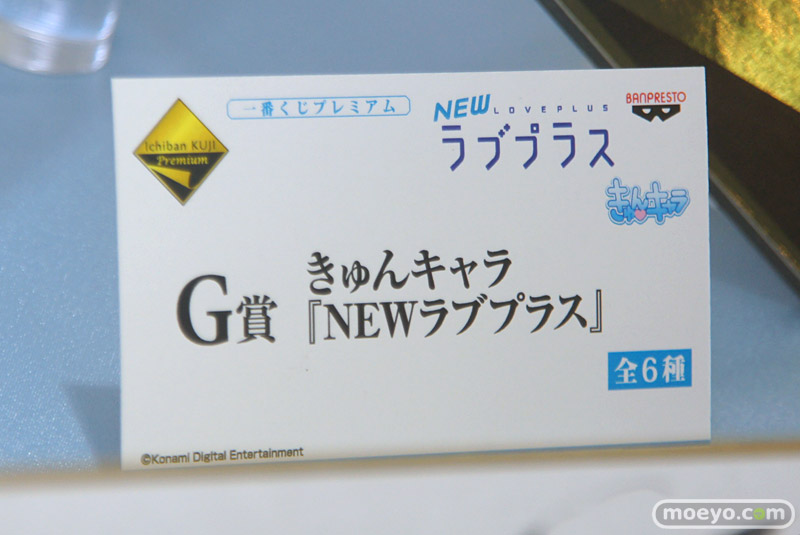 Ichiban KUJI
Premium
一番くじプレミアム
NEW LOVEPLUS
ラブプラス
BANPRESTO
きゅんキャラ
G賞
きゅんキャラ
『NEWラブプラス』
全6種
©Konami Digital Entertainment
moeyo.com